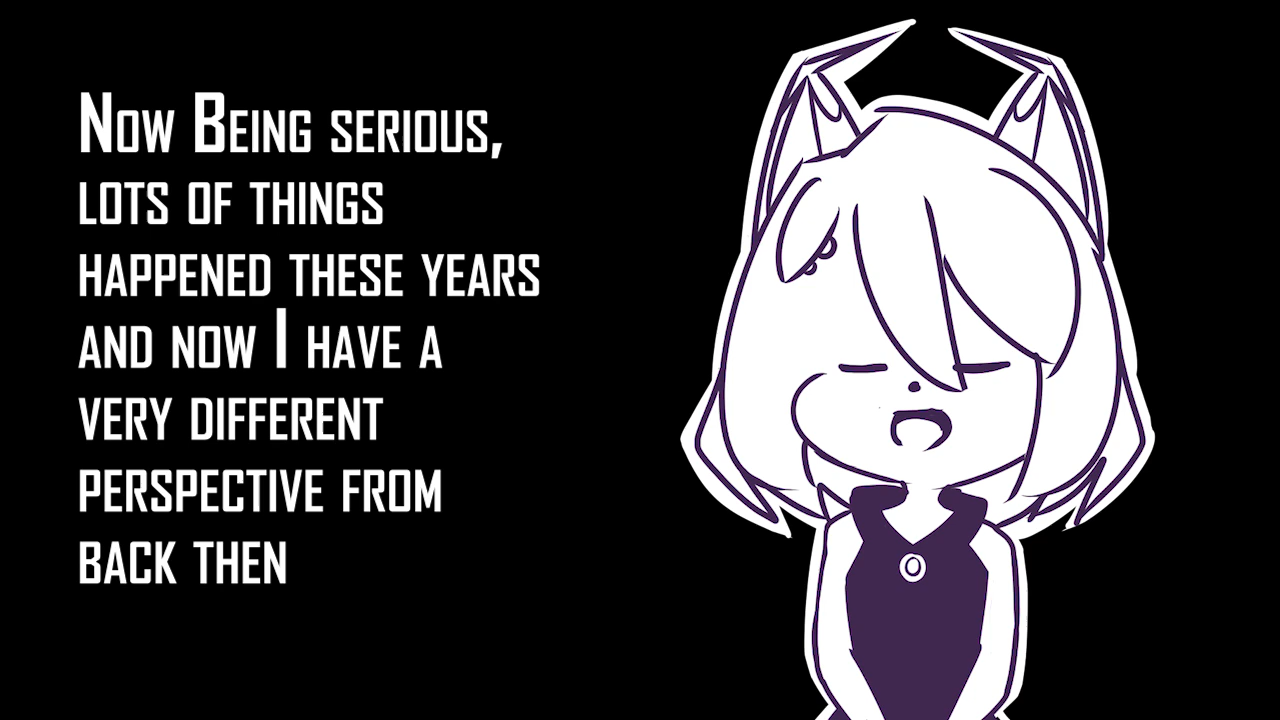 Now Being serious,
lots of things
happened these years
and now I have a
very different
perspective from
back then